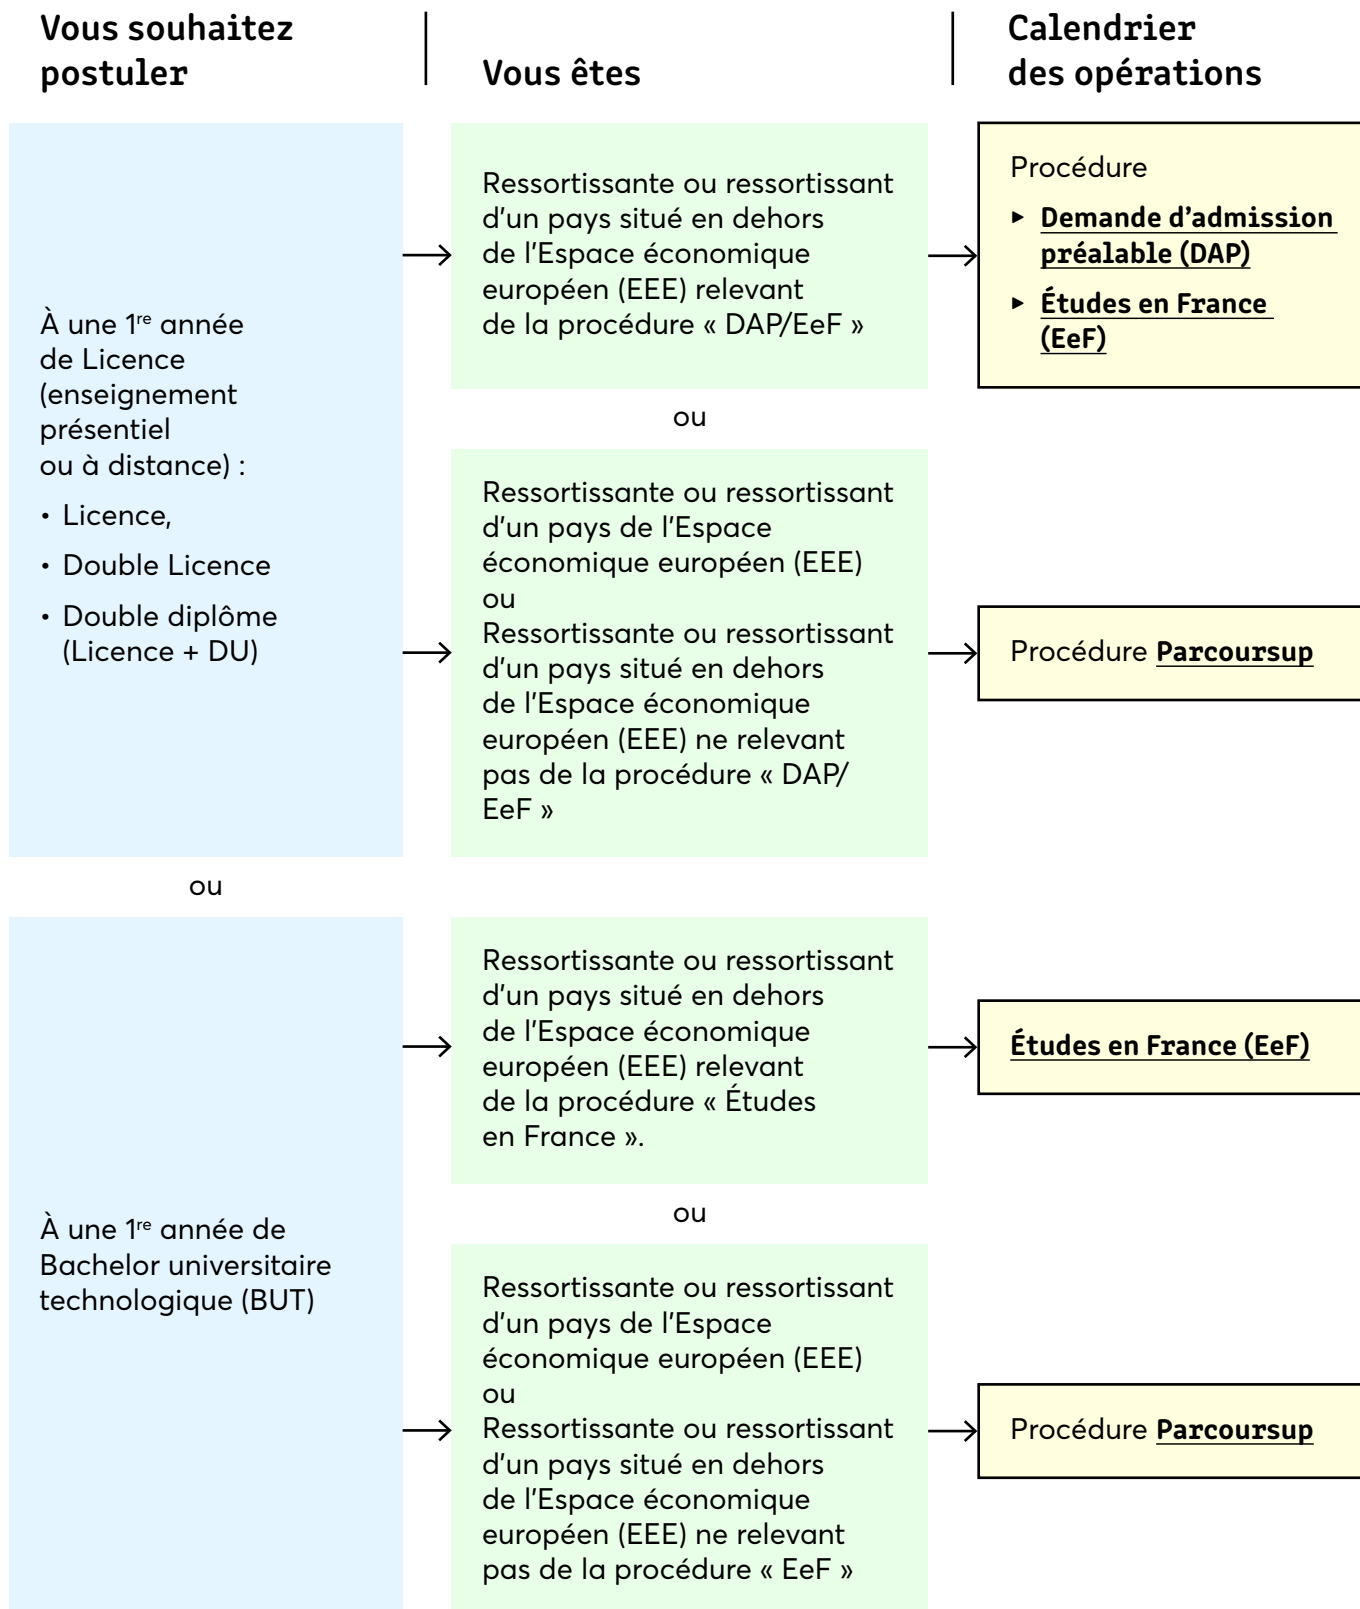 Vous souhaitez
postuler
Vous êtes
Calendrier
des opérations
À une 1re année
de Licence
(enseignement
présentiel
ou à distance) :
• Licence,
• Double Licence
• Double diplôme
(Licence + DU)
Ressortissante ou ressortissant
d'un pays situé en dehors
de l'Espace économique
européen (EEE) relevant
de la procédure « DAP/EeF »
Procédure
▸ Demande d'admission
préalable (DAP)
▸ Études en France
(EeF)
ou
Ressortissante ou ressortissant
d'un pays de l'Espace
économique européen (EEE)
ou
Ressortissante ou ressortissant
d'un pays situé en dehors
de l'Espace économique
européen (EEE) ne relevant
pas de la procédure « DAP/
EeF »
Procédure Parcoursup
ou
À une 1re année de
Bachelor universitaire
technologique (BUT)
Ressortissante ou ressortissant
d'un pays situé en dehors
de l'Espace économique
européen (EEE) relevant
de la procédure « Études
en France ».
Études en France (EeF)
ou
Ressortissante ou ressortissant
d'un pays de l'Espace
économique européen (EEE)
ou
Ressortissante ou ressortissant
d'un pays situé en dehors
de l'Espace économique
européen (EEE) ne relevant
pas de la procédure « EeF »
Procédure Parcoursup